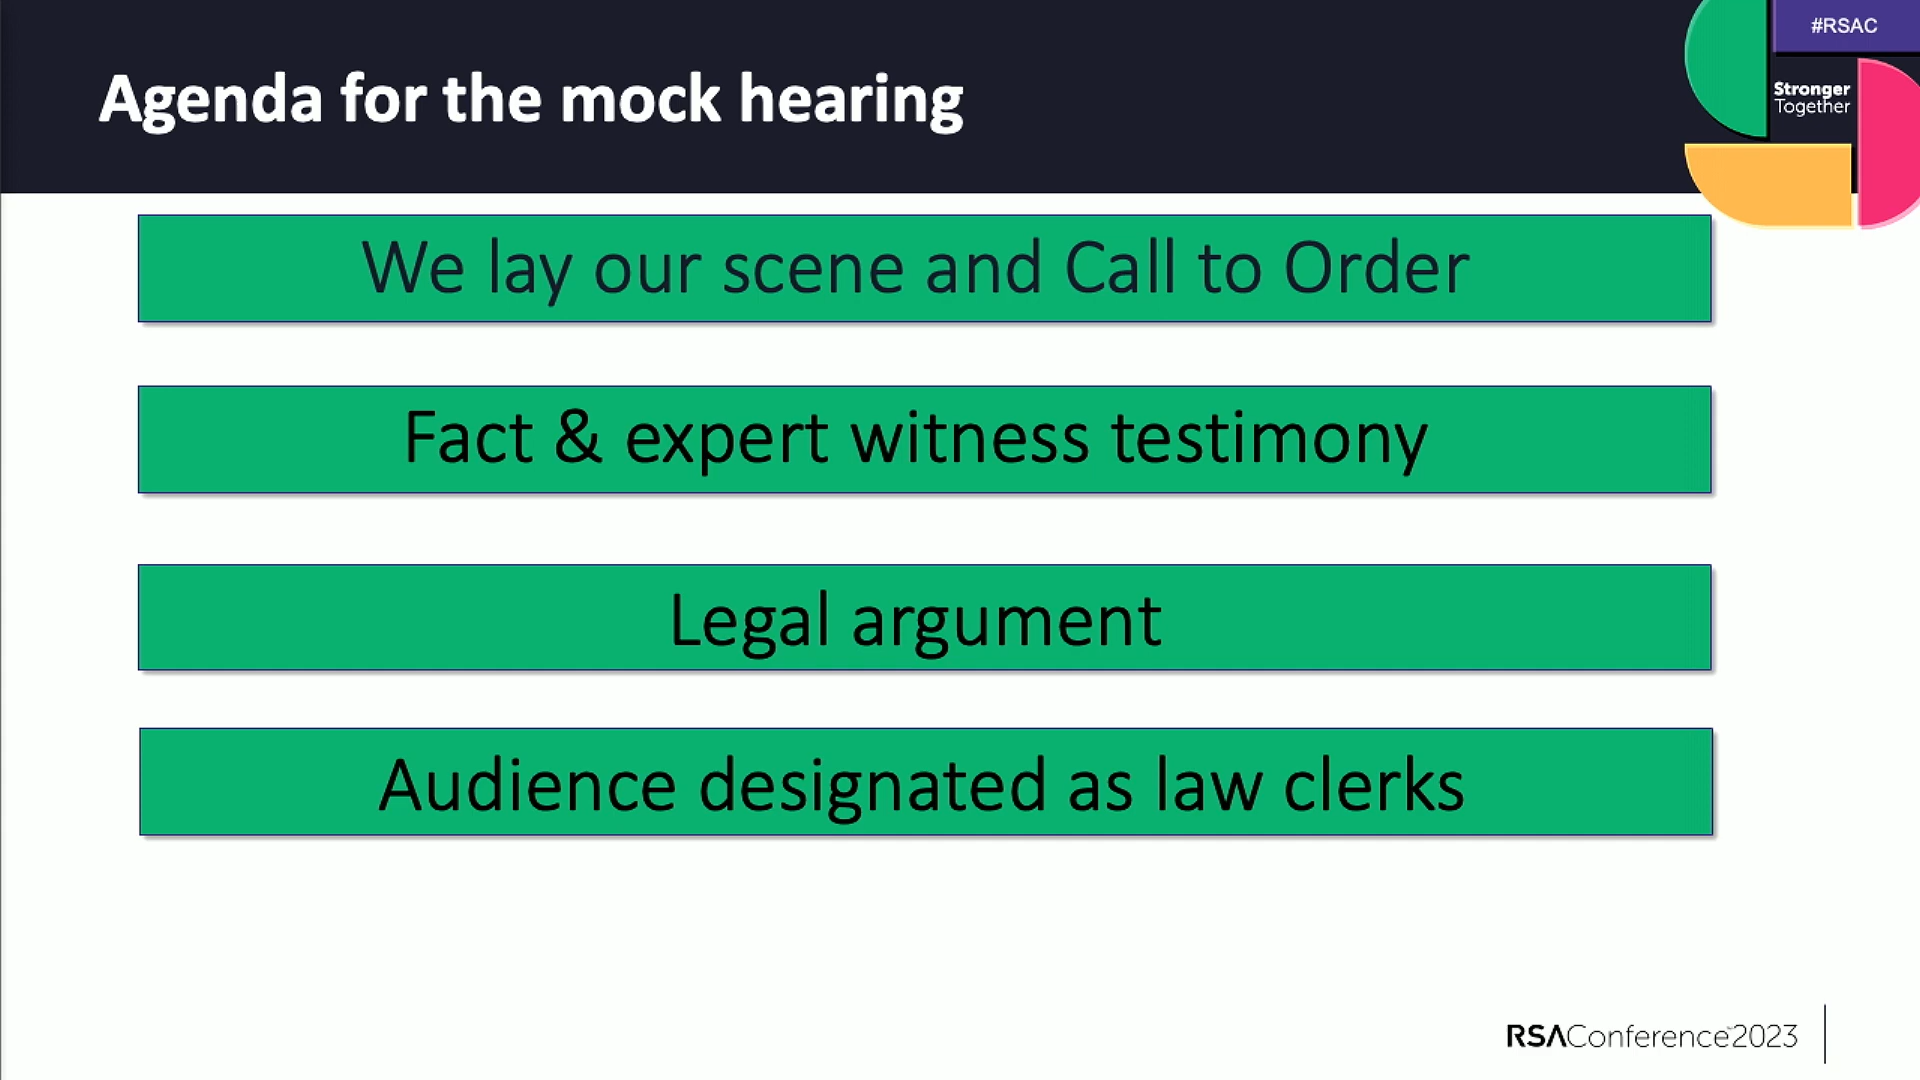 #RSAC
Agenda for the mock hearing
Stronger
Together
We lay our scene and Call to Order
Fact & expert witness testimony
Legal argument
Audience designated as law clerks
RSAConference™2023